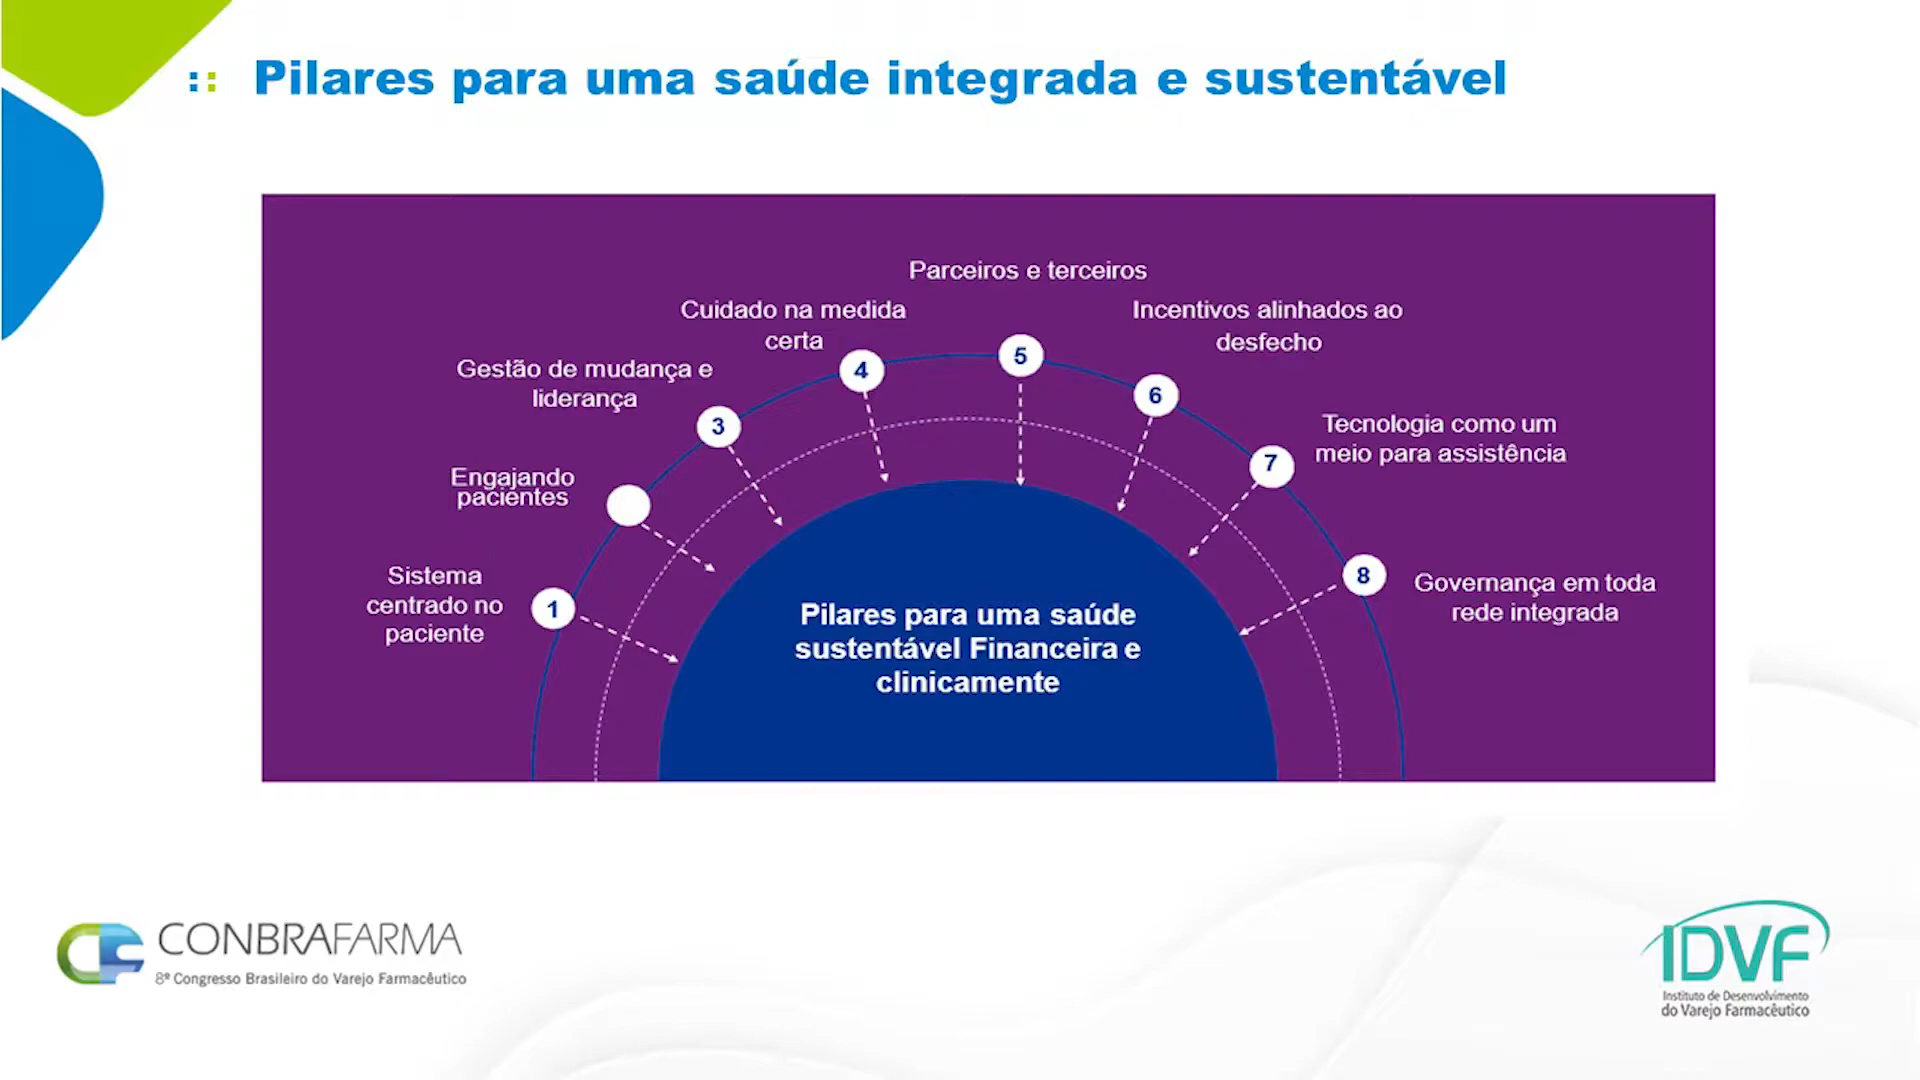 Pilares para uma saúde integrada e sustentável
Parceiros e terceiros
Cuidado na medida
certa
Incentivos alinhados ao
desfecho
Gestão de mudança e
liderança
Tecnologia como um
meio para assistência
Engajando
pacientes
Sistema
centrado no
paciente
Governança em toda
rede integrada
1
3
4
5
6
7
8
Pilares para uma saúde
sustentável Financeira e
clinicamente
CONBRAFARMA
8º Congresso Brasileiro do Varejo Farmacêutico
IDVF
Instituto de Desenvolvimento
do Varejo Farmacêutico